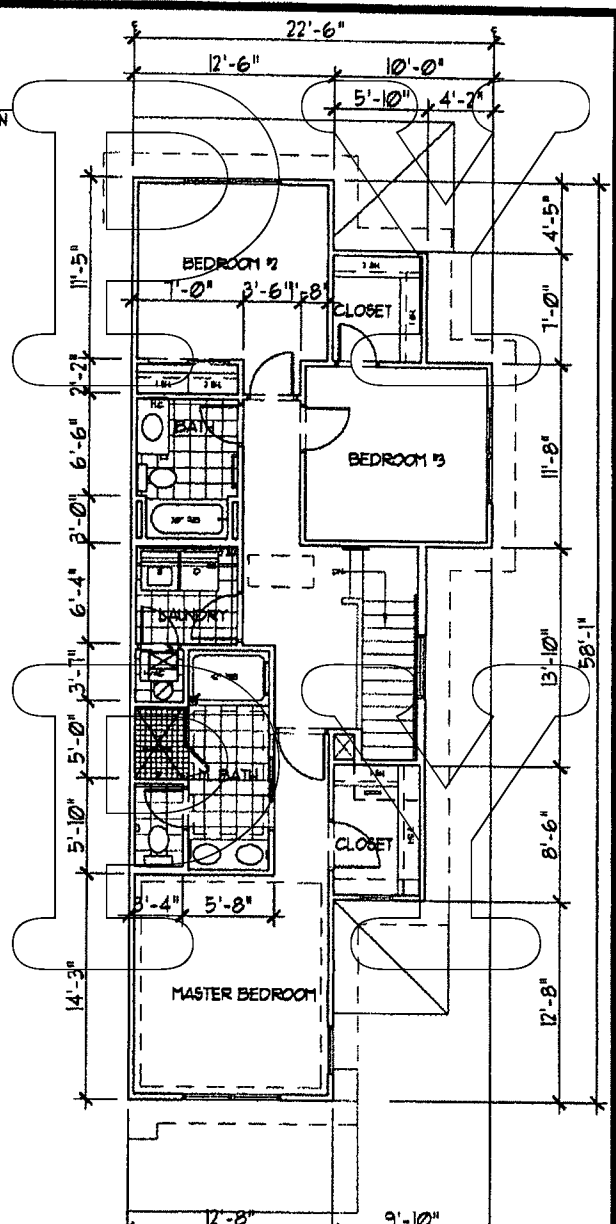 22'-6"
12'-6" 10'-0"
5'-10" 4'-2"
N
4'-5"
11'-5"
BEDROOM #2
7'-0" 3'-6" 1'-8"
CLOSET
7'-0"
2'-2"
BATH
6'-6"
BEDROOM #3
11'-8"
3'-0"
6'-4"
LAUNDRY
DN
13'-10"
58'-1"
3'-7"
5'-0"
M. BATH
5'-10"
CLOSET
8'-6"
3'-4" 5'-8"
MASTER BEDROOM
14'-3"
12'-8"
12'-8" 9'-10"